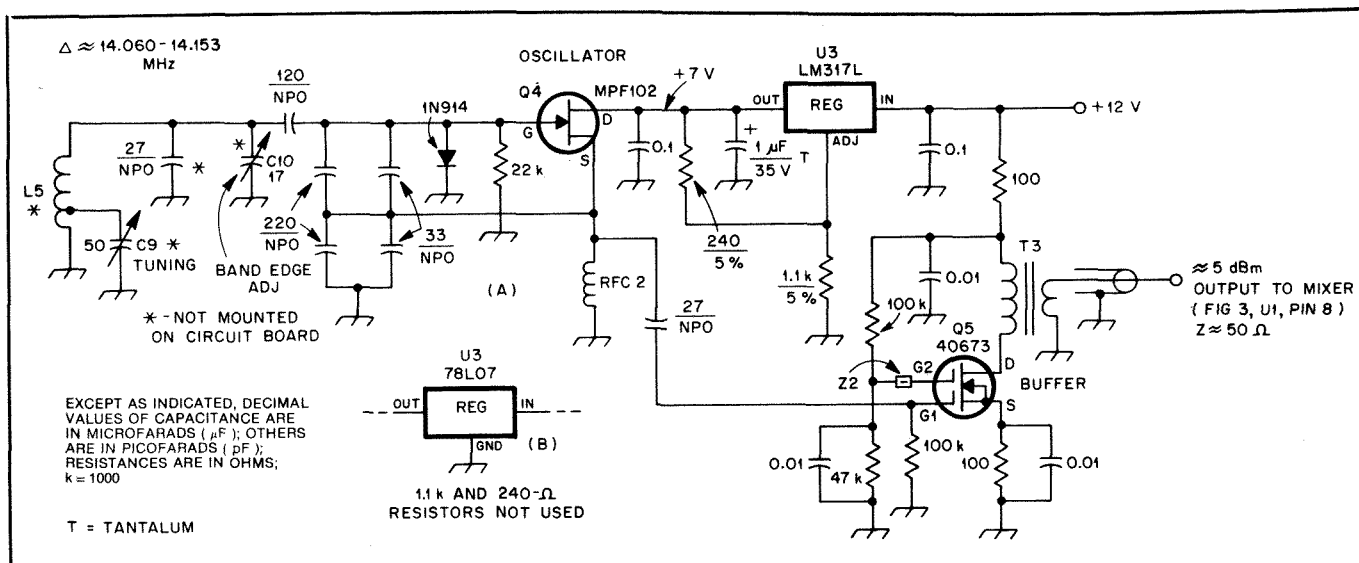 Δ ≈ 14.060-14.153
MHz
OSCILLATOR
U3
LM317L
+7 V
120
NPO
Q4
MPF102
OUT
REG
IN
ADJ
+12 V
1N914
G
D
S
27
NPO
*
*
C10
17
22 k
0.1
+
1 µF
35 V
T
0.1
100
L5
*
50
C9 *
TUNING
BAND EDGE
ADJ
220
NPO
33
NPO
240
5 %
1.1 k
5 %
(A)
RFC 2
27
NPO
* - NOT MOUNTED
ON CIRCUIT BOARD
0.01
T3
≈ 5 dBm
OUTPUT TO MIXER
( FIG 3, U1, PIN 8 )
Z ≈ 50 Ω
100 k
Q5
40673
Z2
G2
D
BUFFER
G1
S
U3
78L07
OUT
REG
IN
GND
(B)
1.1 k AND 240-Ω
RESISTORS NOT USED
EXCEPT AS INDICATED, DECIMAL
VALUES OF CAPACITANCE ARE
IN MICROFARADS ( µF ); OTHERS
ARE IN PICOFARADS ( pF );
RESISTANCES ARE IN OHMS;
k = 1000
T = TANTALUM
0.01
47 k
100 k
100
0.01